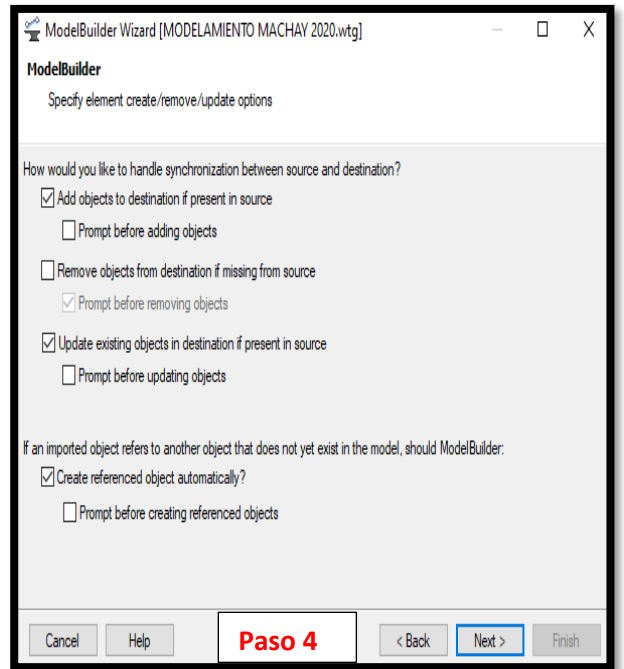 ModelBuilder Wizard [MODELAMIENTO MACHAY 2020.wtg]
ModelBuilder
Specify element create/remove/update options
How would you like to handle synchronization between source and destination?
Add objects to destination if present in source
Prompt before adding objects
Remove objects from destination if missing from source
Prompt before removing objects
Update existing objects in destination if present in source
Prompt before updating objects
If an imported object refers to another object that does not yet exist in the model, should ModelBuilder:
Create referenced object automatically?
Prompt before creating referenced objects
Cancel Help Paso 4 < Back Next > Finish